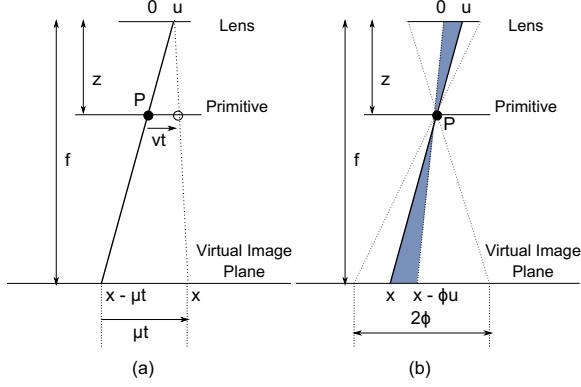 0 u
Lens
z
P
Primitive
vt
f
Virtual Image
Plane
x - μt
x
μt
(a)
0 u
Lens
z
Primitive
P
f
Virtual Image
Plane
x
x - ϕu
2ϕ
(b)